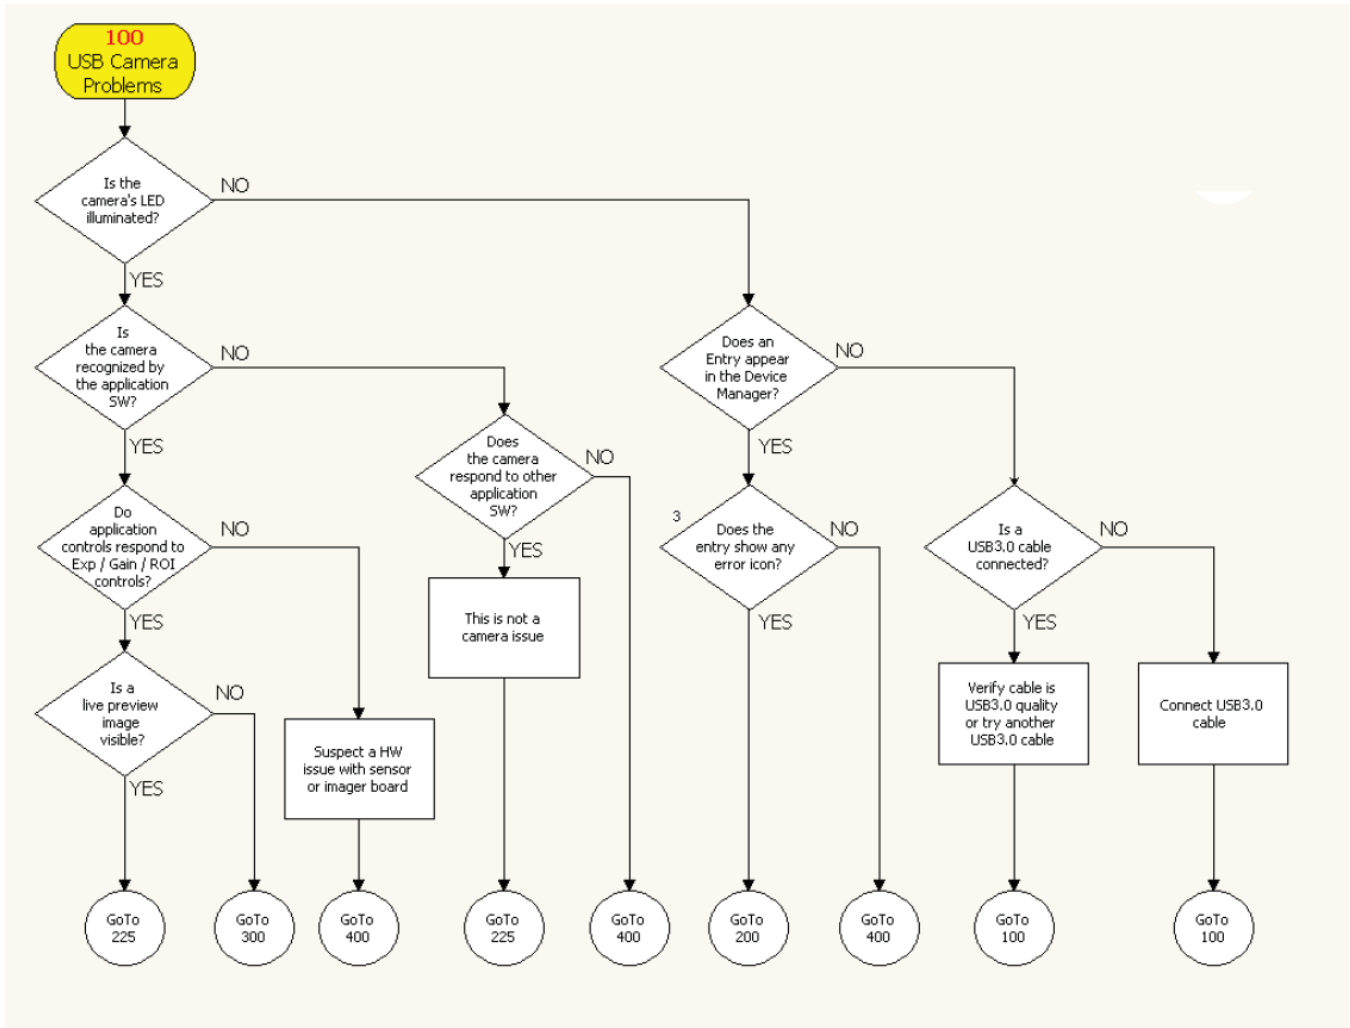 100
USB Camera
Problems
Is the
camera's LED
illuminated?
NO
YES
Is
the camera
recognized by
the application
SW?
NO
YES
Does an
Entry appear
in the Device
Manager?
NO
YES
Does
the camera
respond to other
application
SW?
NO
YES
Do
application
controls respond to
Exp / Gain / ROI
controls?
NO
YES
3
Does the
entry show any
error icon?
NO
YES
Is a
USB3.0 cable
connected?
NO
YES
This is not a
camera issue
Is a
live preview
image
visible?
NO
YES
Suspect a HW
issue with sensor
or imager board
Verify cable is
USB3.0 quality
or try another
USB3.0 cable
Connect USB3.0
cable
GoTo
225
GoTo
300
GoTo
400
GoTo
225
GoTo
400
GoTo
200
GoTo
400
GoTo
100
GoTo
100